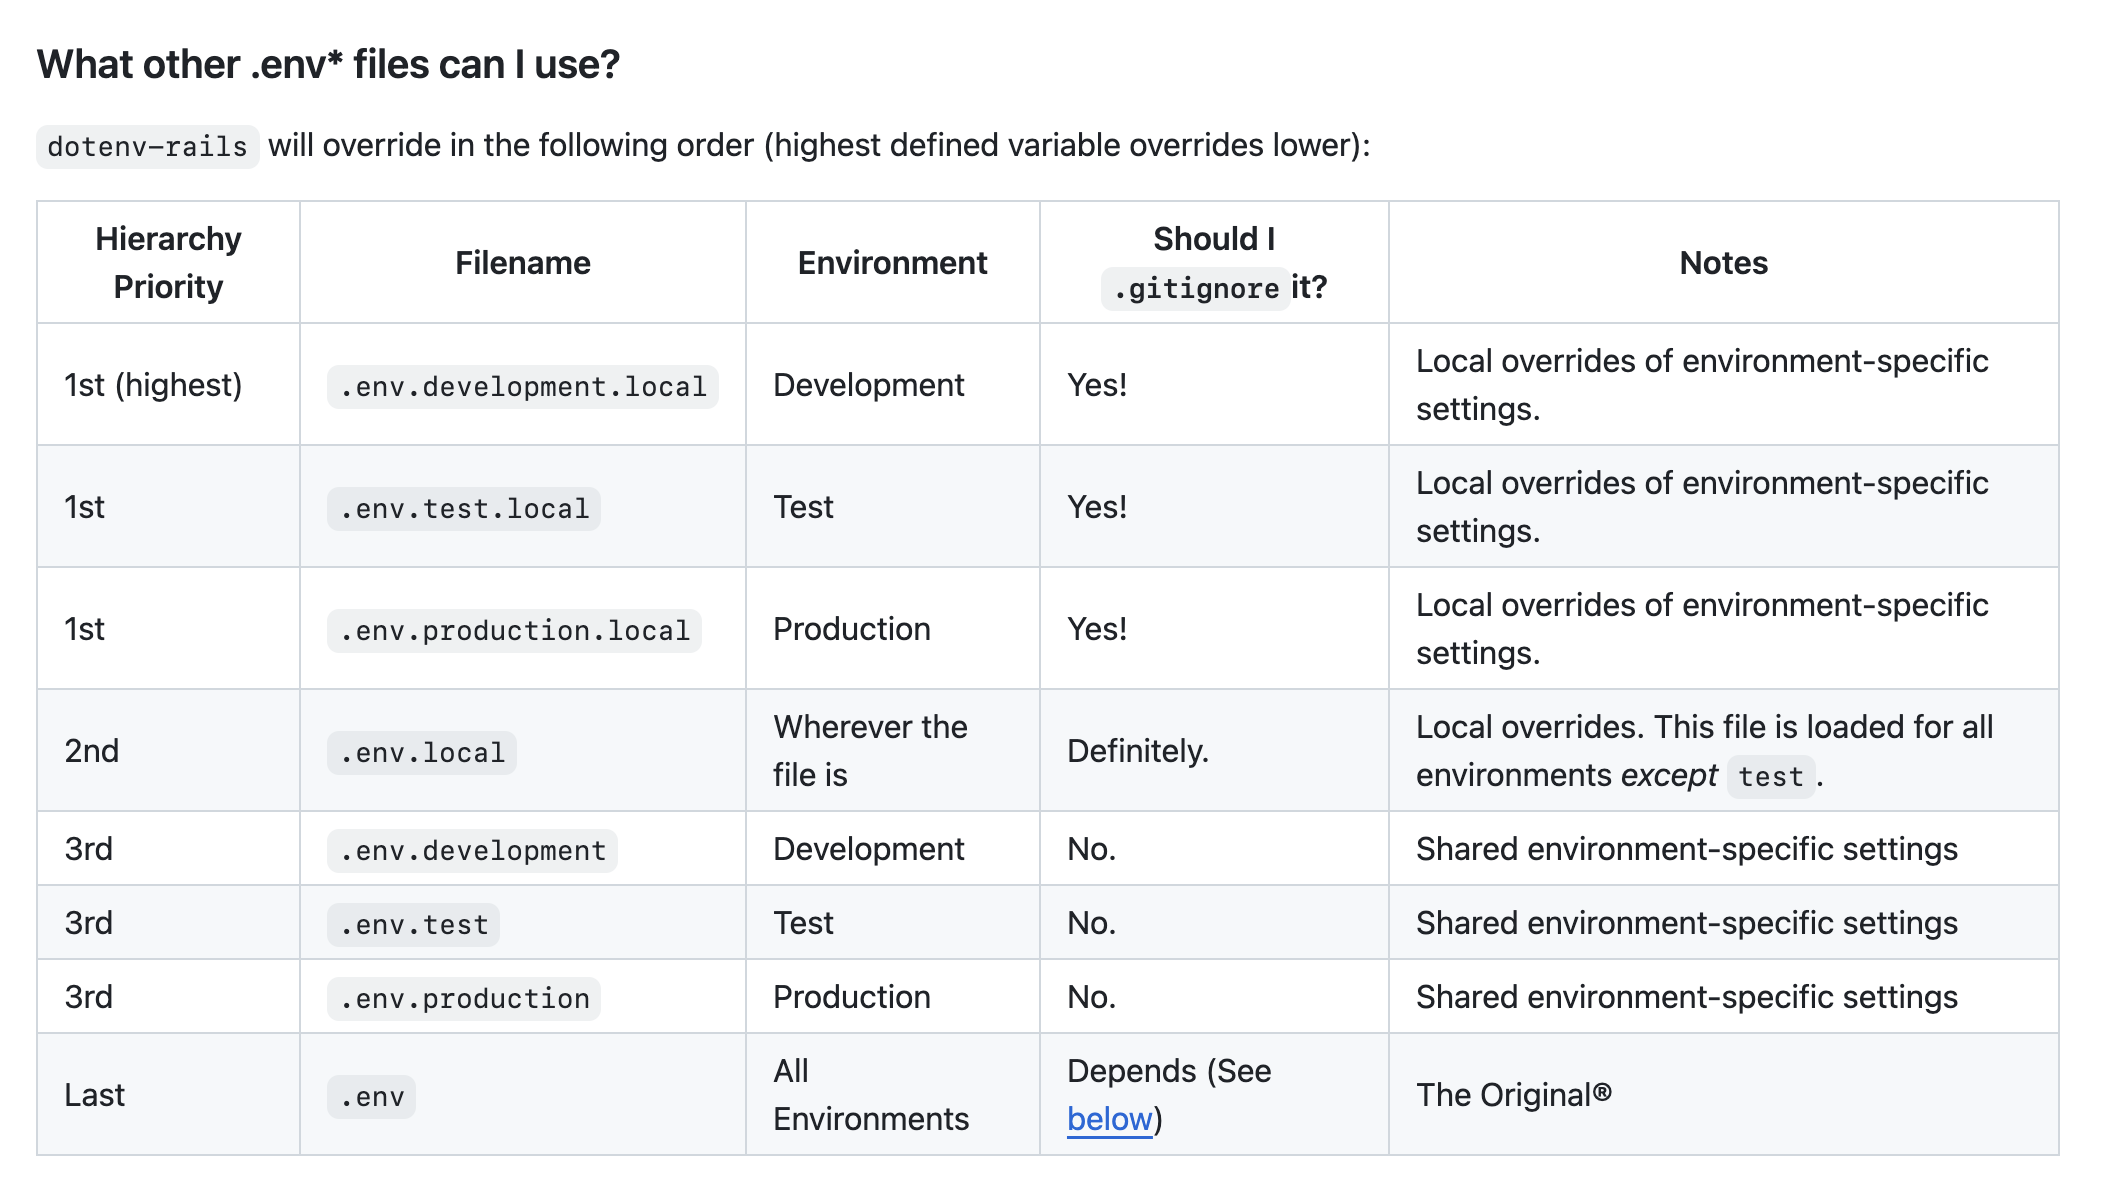 What other .env* files can I use?
dotenv-rails will override in the following order (highest defined variable overrides lower):
Hierarchy
Priority
Filename
Environment
Should I
.gitignore it?
Notes
1st (highest)
.env.development.local
Development
Yes!
Local overrides of environment-specific
settings.
1st
.env.test.local
Test
Yes!
Local overrides of environment-specific
settings.
1st
.env.production.local
Production
Yes!
Local overrides of environment-specific
settings.
2nd
.env.local
Wherever the
file is
Definitely.
Local overrides. This file is loaded for all
environments except test.
3rd
.env.development
Development
No.
Shared environment-specific settings
3rd
.env.test
Test
No.
Shared environment-specific settings
3rd
.env.production
Production
No.
Shared environment-specific settings
Last
.env
All
Environments
Depends (See
below)
The Original®